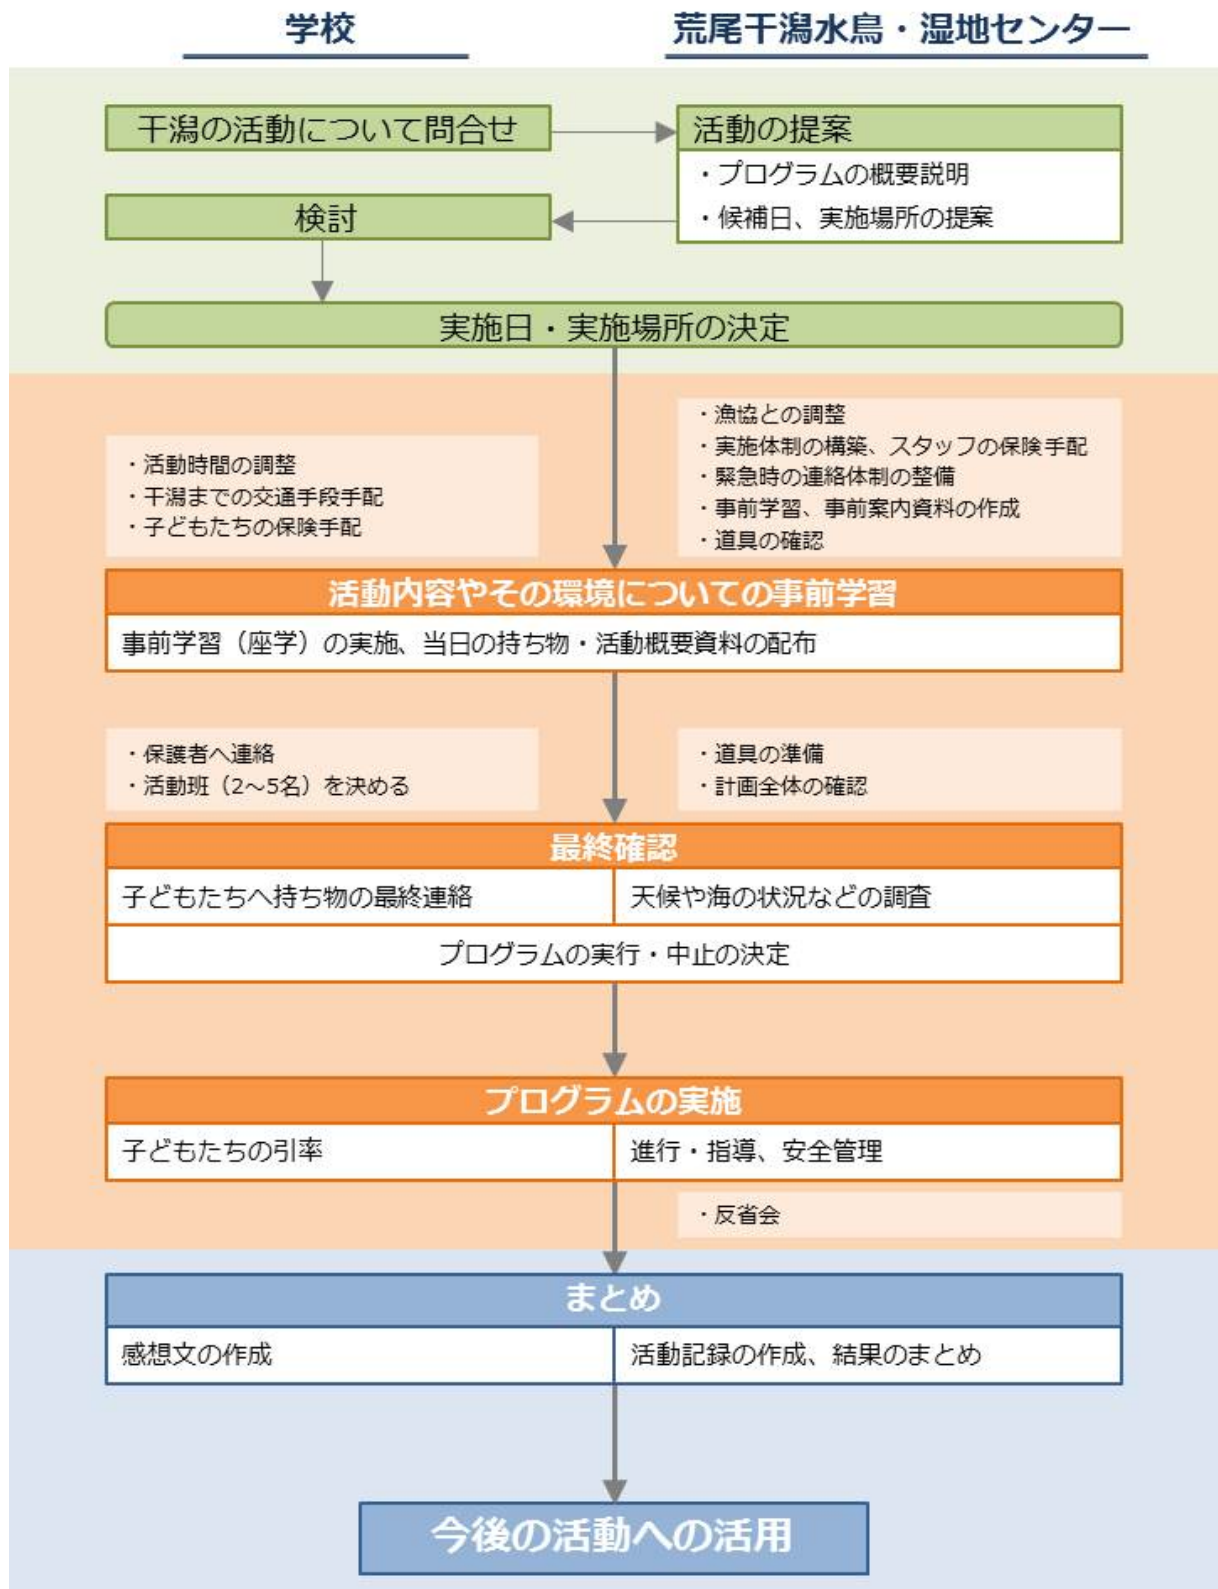 学校
荒尾干潟水鳥・湿地センター
干潟の活動について問合せ
活動の提案
・プログラムの概要説明
・候補日、実施場所の提案
検討
実施日・実施場所の決定
・活動時間の調整
・干潟までの交通手段手配
・子どもたちの保険手配
・漁協との調整
・実施体制の構築、スタッフの保険手配
・緊急時の連絡体制の整備
・事前学習、事前案内資料の作成
・道具の確認
活動内容やその環境についての事前学習
事前学習（座学）の実施、当日の持ち物・活動概要資料の配布
・保護者へ連絡
・活動班（2～5名）を決める
・道具の準備
・計画全体の確認
最終確認
子どもたちへ持ち物の最終連絡
天候や海の状況などの調査
プログラムの実行・中止の決定
プログラムの実施
子どもたちの引率
進行・指導、安全管理
・反省会
まとめ
感想文の作成
活動記録の作成、結果のまとめ
今後の活動への活用